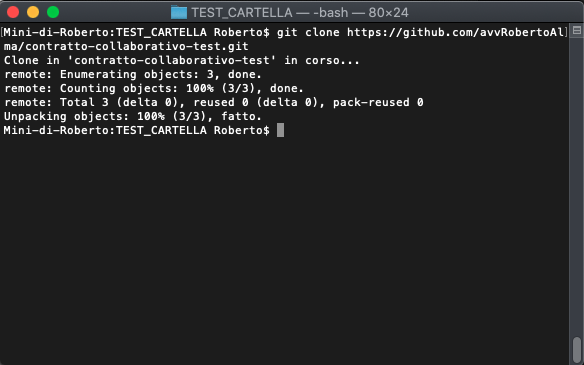 TEST_CARTELLA — -bash — 80×24
[Mini-di-Roberto:TEST_CARTELLA Roberto$ git clone https://github.com/avvRobertoAl]
ma/contratto-collaborativo-test.git
Clone in 'contratto-collaborativo-test' in corso...
remote: Enumerating objects: 3, done.
remote: Counting objects: 100% (3/3), done.
remote: Total 3 (delta 0), reused 0 (delta 0), pack-reused 0
Unpacking objects: 100% (3/3), fatto.
Mini-di-Roberto:TEST_CARTELLA Roberto$